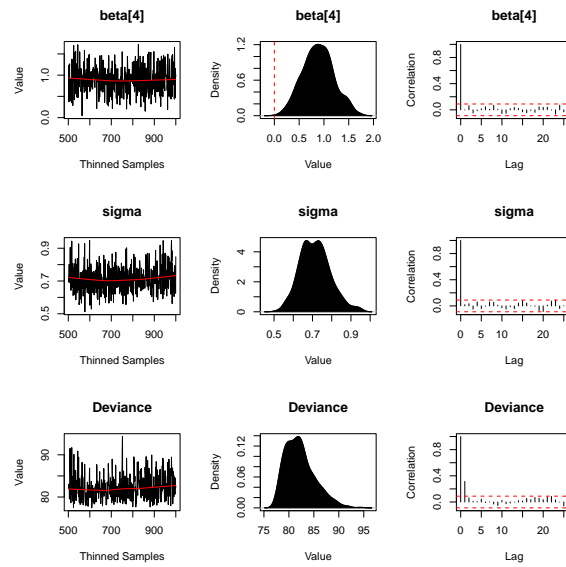 beta[4]
beta[4]
beta[4]
Value
0.0
1.0
500
700
900
Thinned Samples
Density
0.0
0.4
0.8
1.2
0.0
0.5
1.0
1.5
2.0
Value
Correlation
0.0
0.4
0.8
0
5
10
20
Lag
sigma
sigma
sigma
Value
0.5
0.7
0.9
500
700
900
Thinned Samples
Density
0
2
4
0.5
0.7
0.9
Value
Correlation
0.0
0.4
0.8
0
5
10
20
Lag
Deviance
Deviance
Deviance
Value
80
90
500
700
900
Thinned Samples
Density
0.00
0.06
0.12
75
80
85
90
95
Value
Correlation
0.0
0.4
0.8
0
5
10
20
Lag